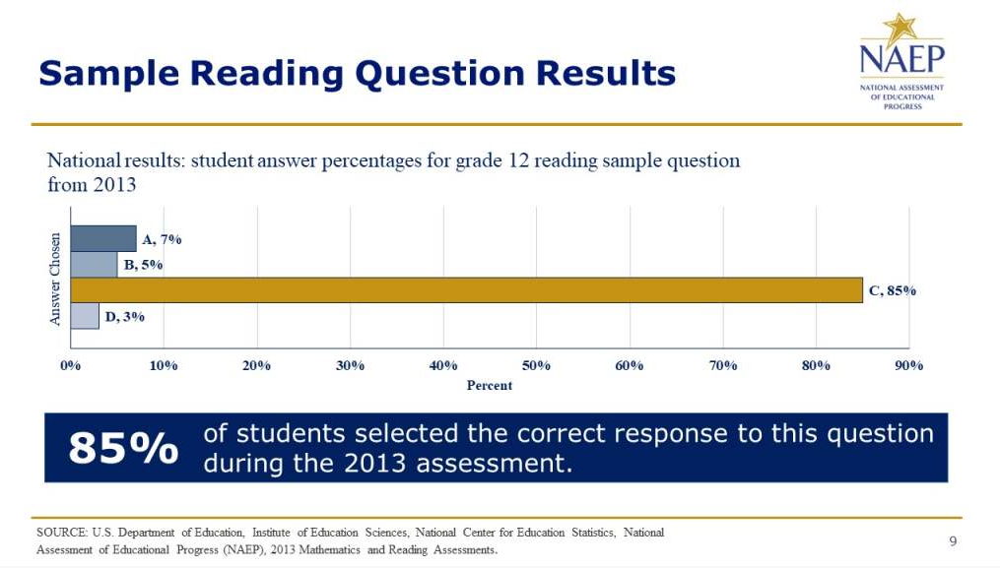 Sample Reading Question Results
NAEP
NATIONAL ASSESSMENT
OF EDUCATIONAL
PROGRESS
National results: student answer percentages for grade 12 reading sample question
from 2013
Answer Chosen
A, 7%
B, 5%
C, 85%
D, 3%
0% 10% 20% 30% 40% 50% 60% 70% 80% 90%
Percent
85%
of students selected the correct response to this question
during the 2013 assessment.
SOURCE: U.S. Department of Education, Institute of Education Sciences, National Center for Education Statistics, National
Assessment of Educational Progress (NAEP), 2013 Mathematics and Reading Assessments.
9